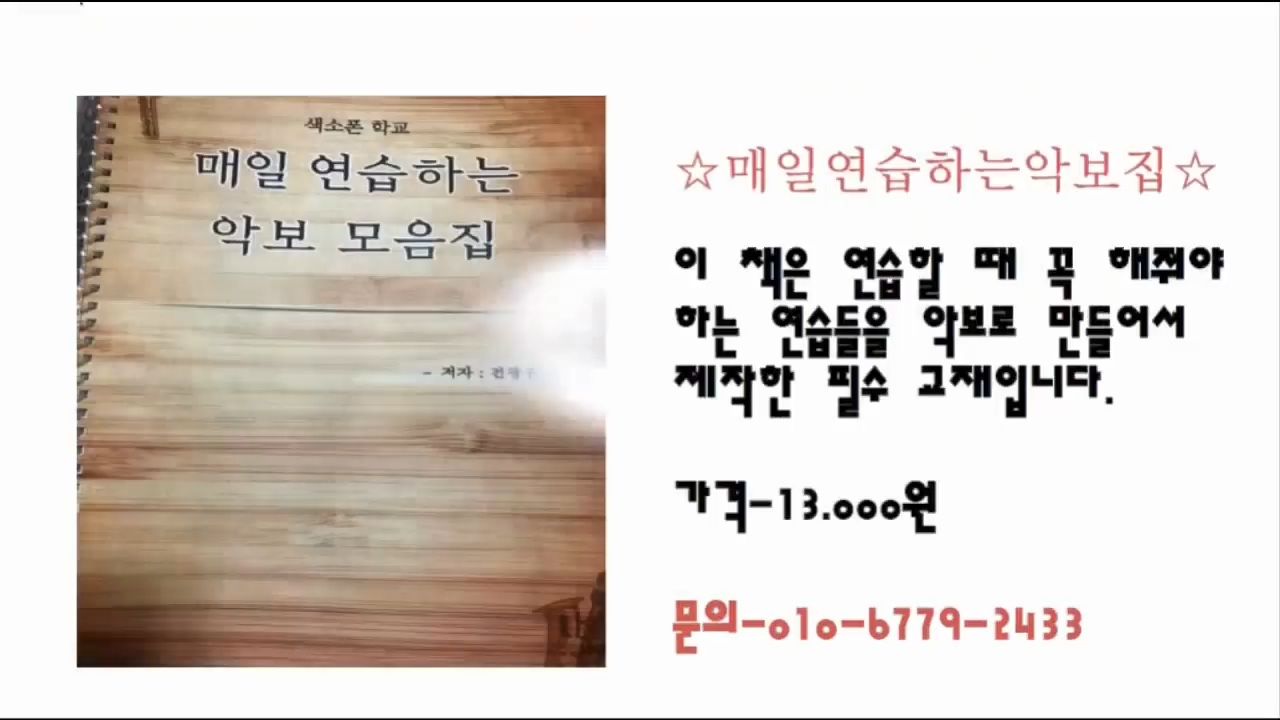 색소폰 학교
매일 연습하는
악보 모음집
- 저자 :
☆매일연습하는악보집☆
이 책은 연습할 때 꼭 해줘야
하는 연습들을 악보로 만들어서
제작한 필수 교재입니다.
가격-13.000원
문의-010-6779-2433